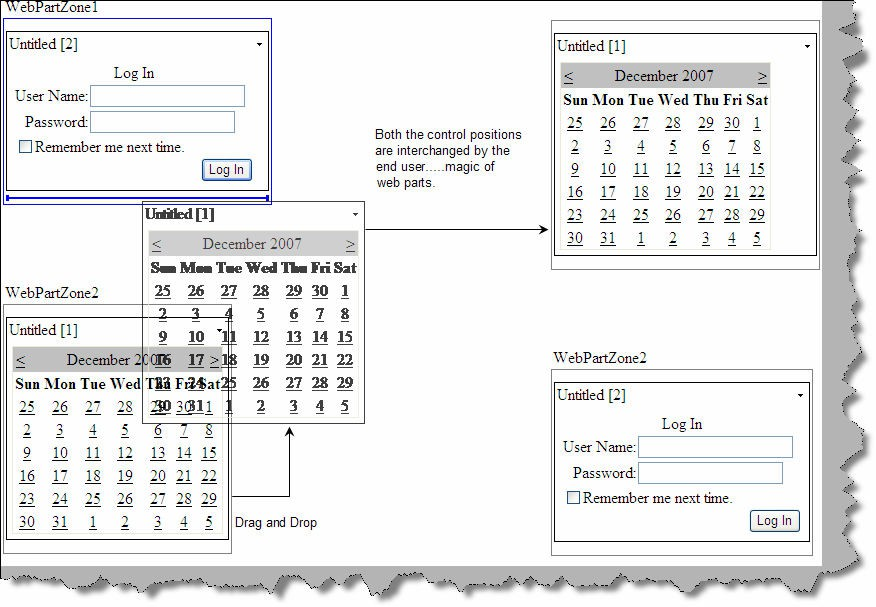 WebPartZone1
Untitled [2]
Log In
User Name:
Password:
Remember me next time.
Log In
Untitled [1]
< December 2007 >
Sun Mon Tue Wed Thu Fri Sat
25 26 27 28 29 30 1
2 3 4 5 6 7 8
9 10 11 12 13 14 15
16 17 18 19 20 21 22
23 24 25 26 27 28 29
30 31 1 2 3 4 5
WebPartZone2
Untitled [1]
< December 2007 >
Sun Mon Tue Wed Thu Fri Sat
25 26 27 28 29 30 1
2 3 4 5 6 7 8
9 10 11 12 13 14 15
16 17 18 19 20 21 22
23 24 25 26 27 28 29
30 31 1 2 3 4 5
Drag and Drop
Both the control positions
are interchanged by the
end user.....magic of
web parts.
Untitled [1]
< December 2007 >
Sun Mon Tue Wed Thu Fri Sat
25 26 27 28 29 30 1
2 3 4 5 6 7 8
9 10 11 12 13 14 15
16 17 18 19 20 21 22
23 24 25 26 27 28 29
30 31 1 2 3 4 5
WebPartZone2
Untitled [2]
Log In
User Name:
Password:
Remember me next time.
Log In